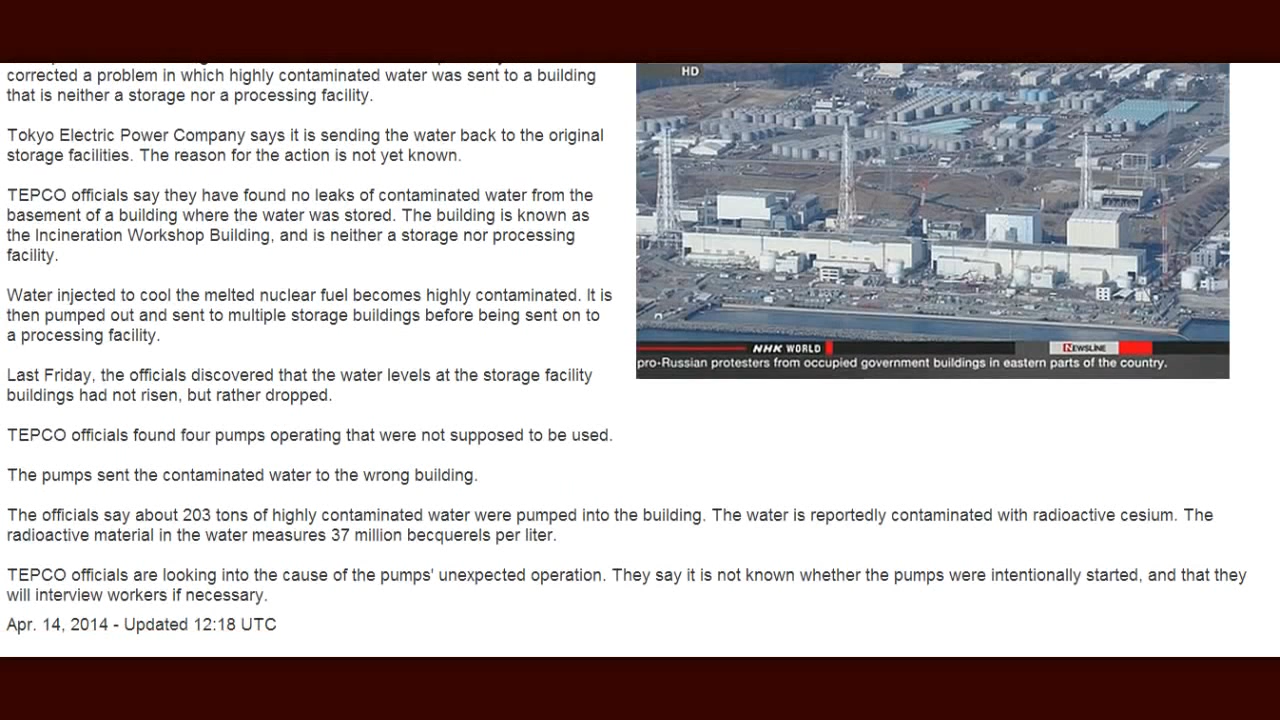 corrected a problem in which highly contaminated water was sent to a building
that is neither a storage nor a processing facility.
Tokyo Electric Power Company says it is sending the water back to the original
storage facilities. The reason for the action is not yet known.
TEPCO officials say they have found no leaks of contaminated water from the
basement of a building where the water was stored. The building is known as
the Incineration Workshop Building, and is neither a storage nor processing
facility.
Water injected to cool the melted nuclear fuel becomes highly contaminated. It is
then pumped out and sent to multiple storage buildings before being sent on to
a processing facility.
Last Friday, the officials discovered that the water levels at the storage facility
buildings had not risen, but rather dropped.
TEPCO officials found four pumps operating that were not supposed to be used.
The pumps sent the contaminated water to the wrong building.
The officials say about 203 tons of highly contaminated water were pumped into the building. The water is reportedly contaminated with radioactive cesium. The
radioactive material in the water measures 37 million becquerels per liter.
TEPCO officials are looking into the cause of the pumps' unexpected operation. They say it is not known whether the pumps were intentionally started, and that they
will interview workers if necessary.
Apr. 14, 2014 - Updated 12:18 UTC
HD
NHK WORLD
NEWSLINE
pro-Russian protesters from occupied government buildings in eastern parts of the country.